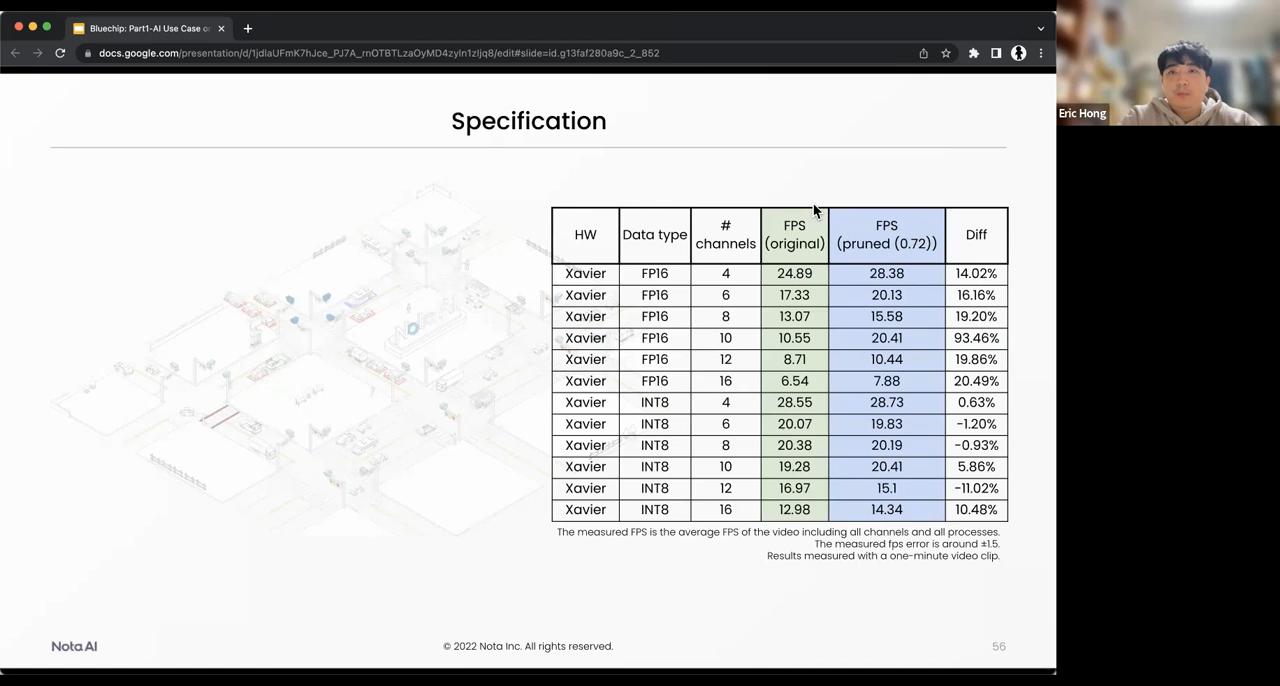 Bluechip: Part1-AI Use Case o
docs.google.com/presentation/d/1jdlaUFmK7hJce_PJ7A_rnOTBTLzaOyMD4zyIn1zljq8/edit#slide=id.g13faf280a9c_2_852
Eric Hong
Specification
HW Data type # channels FPS (original) FPS (pruned (0.72)) Diff
Xavier FP16 4 24.89 28.38 14.02%
Xavier FP16 6 17.33 20.13 16.16%
Xavier FP16 8 13.07 15.58 19.20%
Xavier FP16 10 10.55 20.41 93.46%
Xavier FP16 12 8.71 10.44 19.86%
Xavier FP16 16 6.54 7.88 20.49%
Xavier INT8 4 28.55 28.73 0.63%
Xavier INT8 6 20.07 19.83 -1.20%
Xavier INT8 8 20.38 20.19 -0.93%
Xavier INT8 10 19.28 20.41 5.86%
Xavier INT8 12 16.97 15.1 -11.02%
Xavier INT8 16 12.98 14.34 10.48%
The measured FPS is the average FPS of the video including all channels and all processes.
The measured fps error is around ±1.5.
Results measured with a one-minute video clip.
Nota AI
© 2022 Nota Inc. All rights reserved.
56